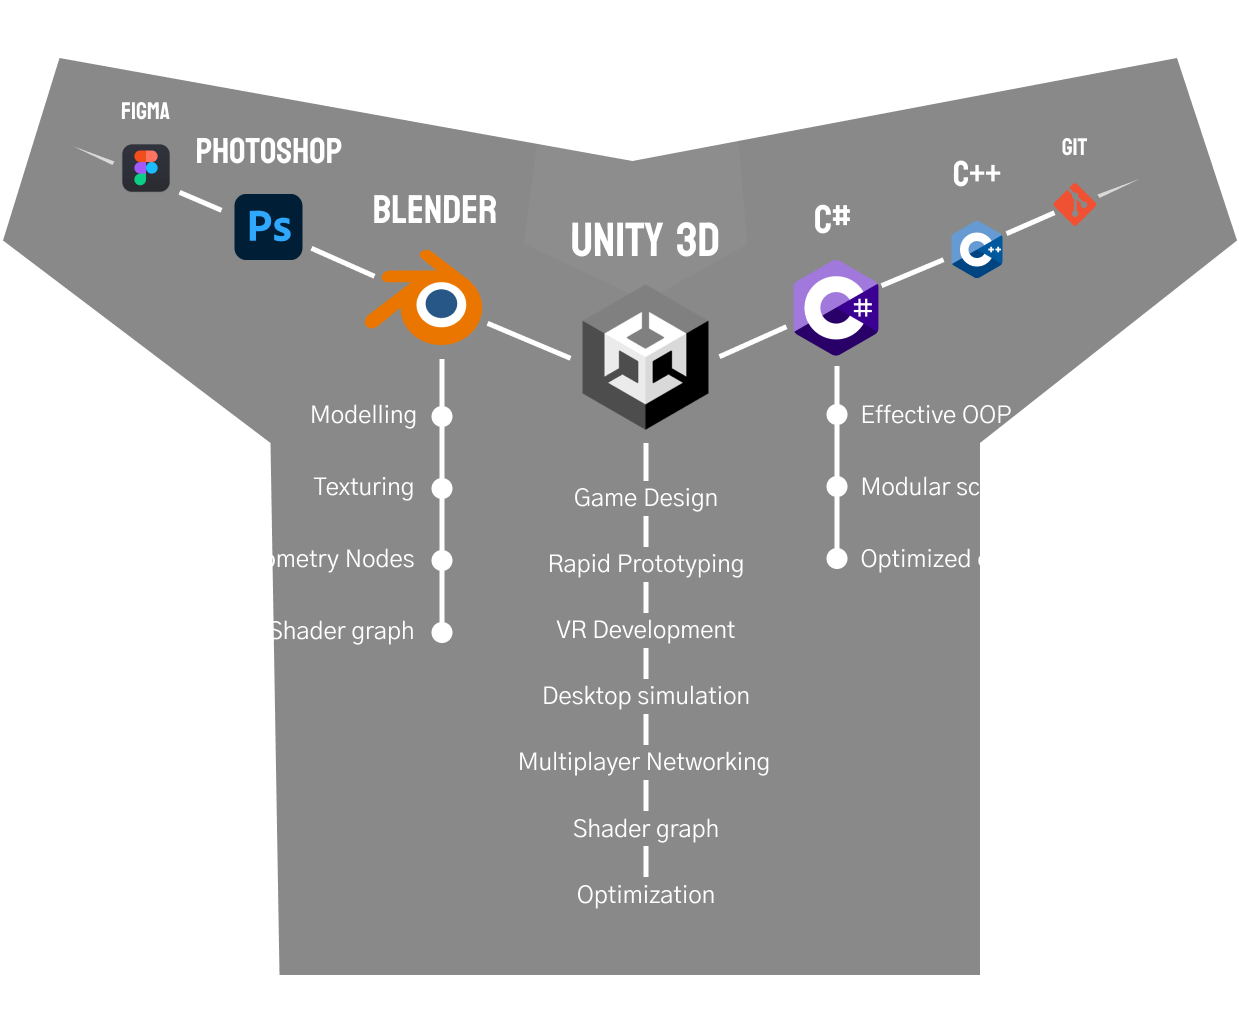 FIGMA
PHOTOSHOP
Ps
BLENDER
UNITY 3D
C#
C #
C++
C ++
GIT
Modelling
Texturing
ometry Nodes
Shader graph
Game Design
Rapid Prototyping
VR Development
Desktop simulation
Multiplayer Networking
Shader graph
Optimization
Effective OOP
Modular sc
Optimized